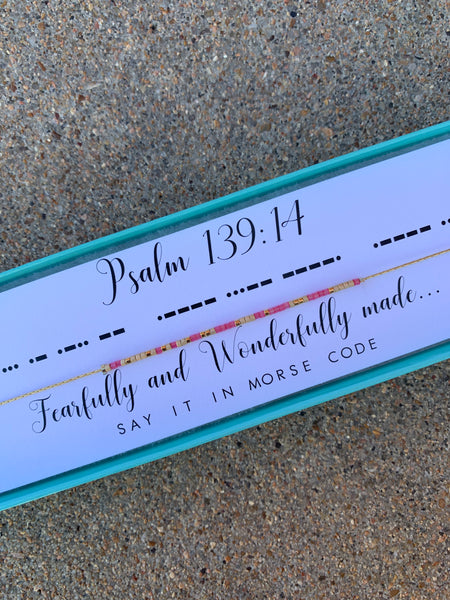 Psalm 139:14
Fearfully and Wonderfully made...
SAY IT IN MORSE CODE